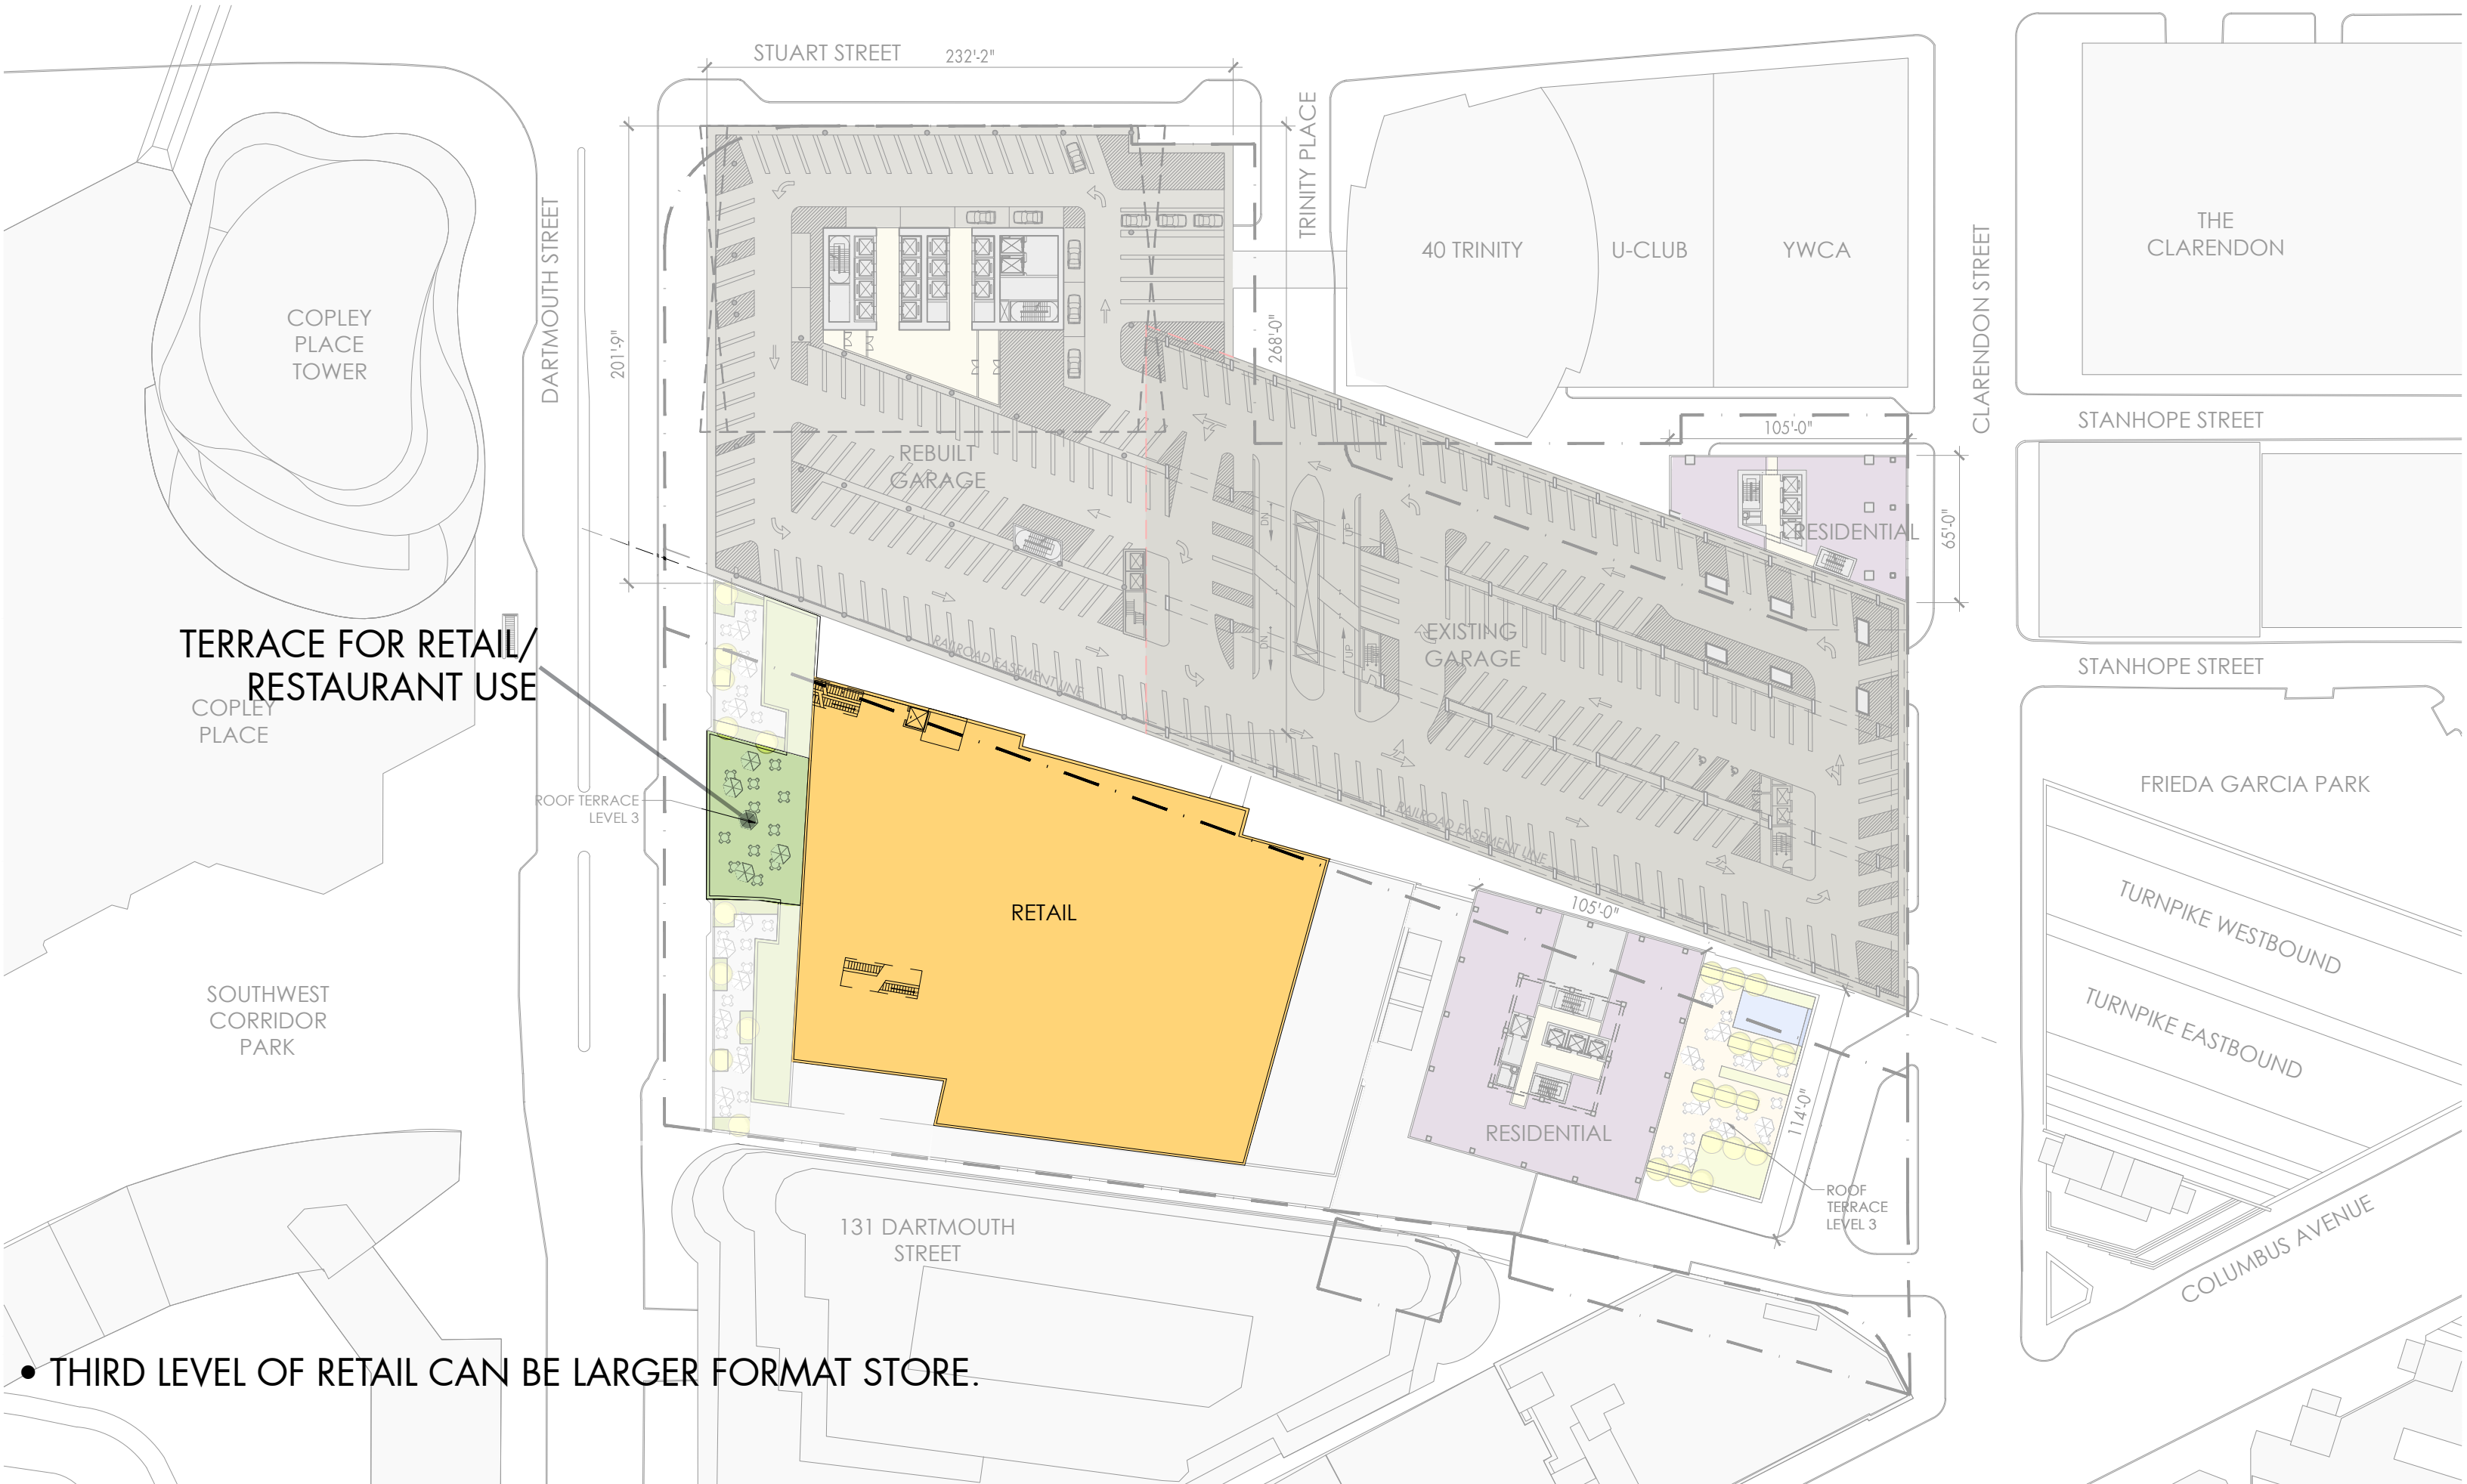 STUART STREET
232'-2"
TRINITY PLACE
DARTMOUTH STREET
201'-9"
268'-0"
40 TRINITY
U-CLUB
YWCA
CLARENDON STREET
THE
CLARENDON
COPLEY
PLACE
TOWER
STANHOPE STREET
105'-0"
REBUILT
GARAGE
RESIDENTIAL
65'-0"
DN
UP
DN
UP
EXISTING
GARAGE
RAILROAD EASEMENT LINE
TERRACE FOR RETAIL/
RESTAURANT USE
COPLEY
PLACE
STANHOPE STREET
FRIEDA GARCIA PARK
ROOF TERRACE
LEVEL 3
RAILROAD EASEMENT LINE
RETAIL
105'-0"
TURNPIKE WESTBOUND
TURNPIKE EASTBOUND
SOUTHWEST
CORRIDOR
PARK
114'-0"
RESIDENTIAL
ROOF
TERRACE
LEVEL 3
131 DARTMOUTH
STREET
COLUMBUS AVENUE
• THIRD LEVEL OF RETAIL CAN BE LARGER FORMAT STORE.